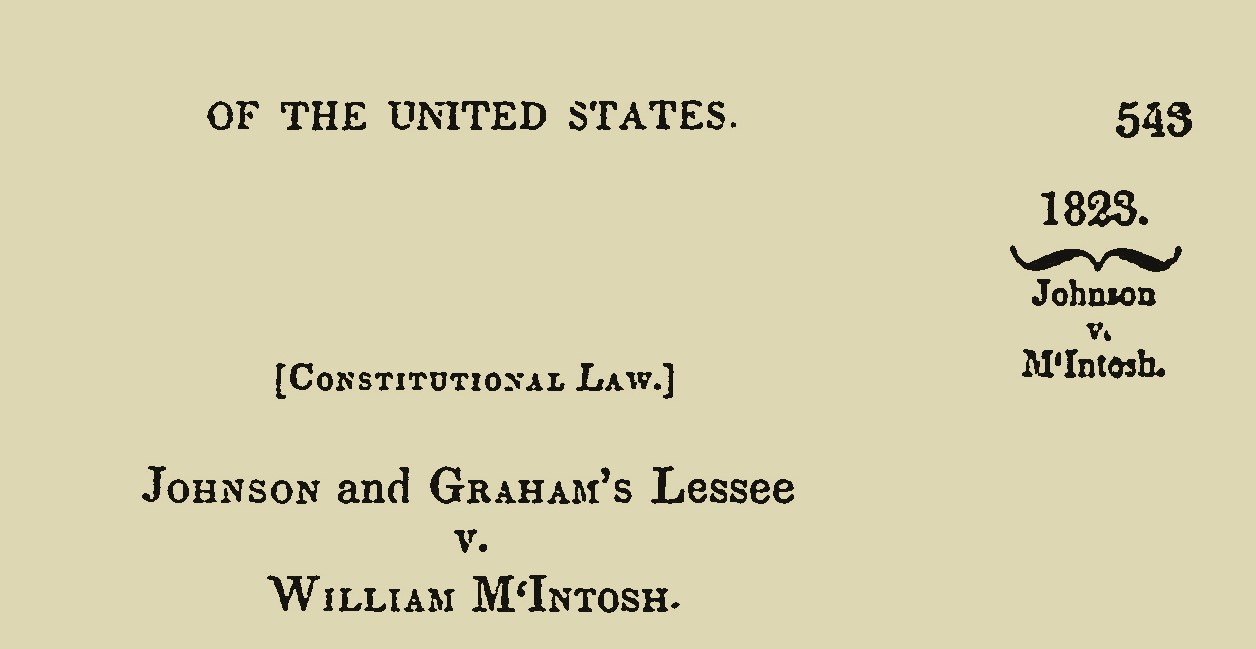 OF THE UNITED STATES. 543
1823.
Johnson
v.
M‘Intosh.
[CONSTITUTIONAL LAW.]
JOHNSON and GRAHAM’s Lessee
v.
WILLIAM M‘INTOSH.